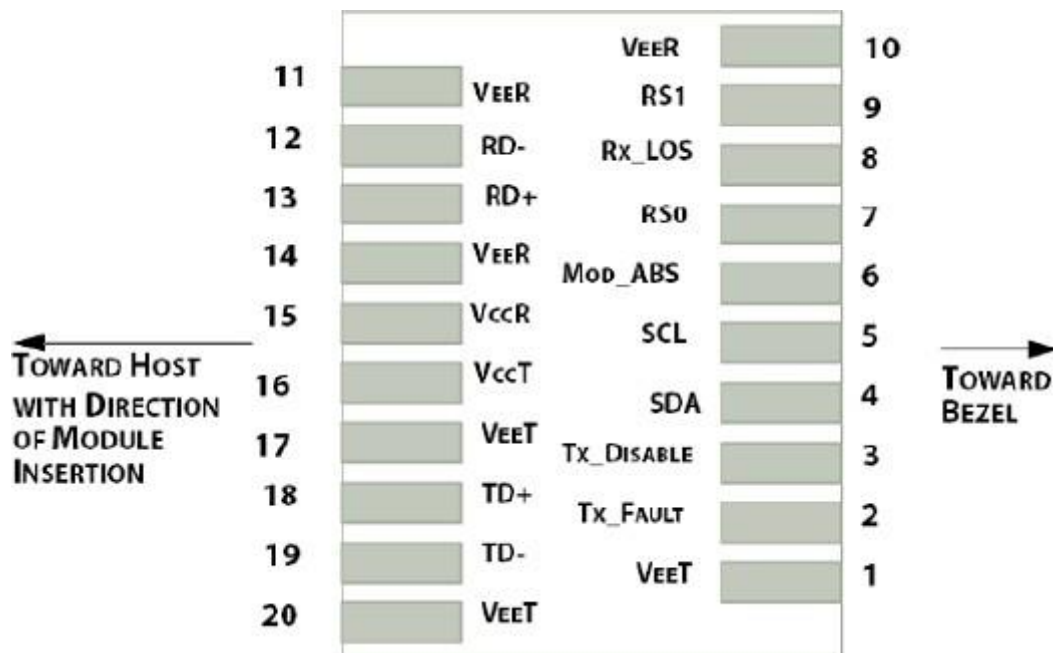 11
VEER
12
RD-
13
RD+
14
VEER
15
VCCR
16
VCCT
17
VEET
18
TD+
19
TD-
20
VEET
TOWARD HOST
WITH DIRECTION
OF MODULE
INSERTION
VEER
10
RS1
9
RX_LOS
8
RS0
7
MOD_ABS
6
SCL
5
SDA
4
TX_DISABLE
3
TX_FAULT
2
VEET
1
TOWARD
BEZEL